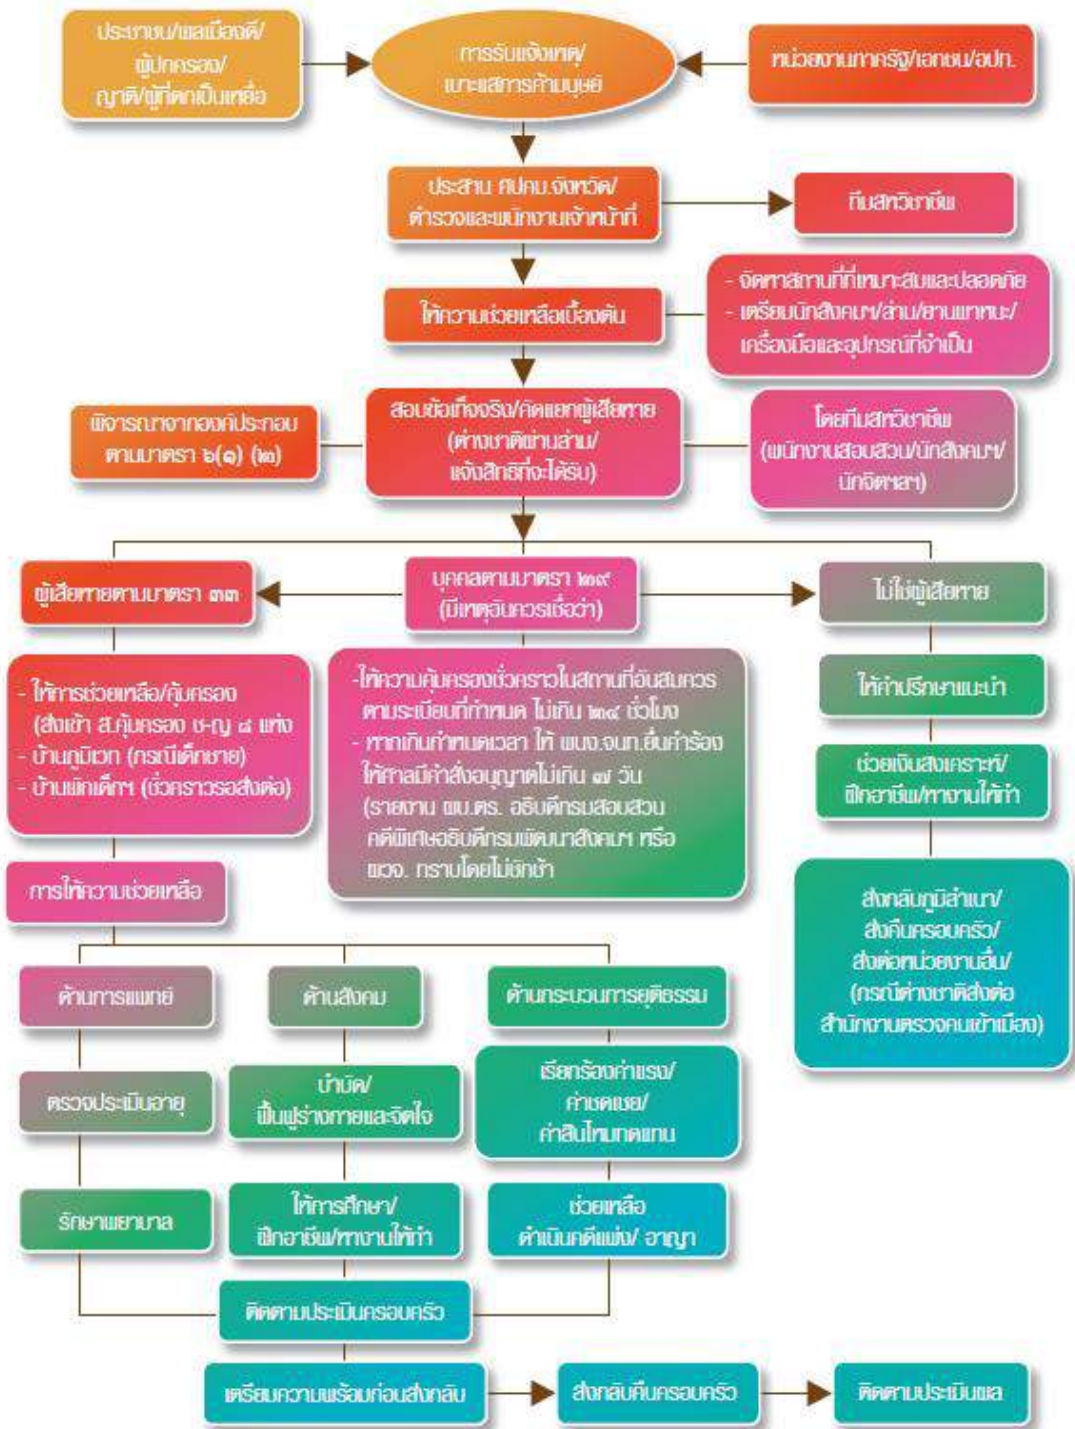 ประชาชน/พลเมืองดี/
ผู้ปกครอง/
ญาติ/ผู้ที่ตกเป็นเหยื่อ
การรับแจ้งเหตุ/
เบาะแสการค้ามนุษย์
หน่วยงานภาครัฐ/เอกชน/อปท.
ประสาน ศปคม.จังหวัด/
ตำรวจและพนักงานเจ้าหน้าที่
ทีมสหวิชาชีพ
ให้ความช่วยเหลือเบื้องต้น
- จัดหาสถานที่ที่เหมาะสมและปลอดภัย
- เตรียมนักสังคมฯ/ล่าม/ยานพาหนะ/
เครื่องมือและอุปกรณ์ที่จำเป็น
พิจารณาจากองค์ประกอบ
ตามมาตรา ๖(๑) (๒)
สอบข้อเท็จจริง/คัดแยกผู้เสียหาย
(ต่างชาติผ่านล่าม/
แจ้งสิทธิที่จะได้รับ)
โดยทีมสหวิชาชีพ
(พนักงานสอบสวน/นักสังคมฯ/
นักจิตฯลฯ)
ผู้เสียหายตามมาตรา ๓๓
บุคคลตามมาตรา ๒๙
(มีเหตุอันควรเชื่อว่า)
ไม่ใช่ผู้เสียหาย
- ให้การช่วยเหลือ/คุ้มครอง
(ส่งเข้า ส.คุ้มครอง ช-ญ ๘ แห่ง
- บ้านภูมิเวท (กรณีเด็กชาย)
- บ้านพักเด็กฯ (ชั่วคราวรอส่งต่อ)
-ให้ความคุ้มครองชั่วคราวในสถานที่อันสมควร
ตามระเบียบที่กำหนด ไม่เกิน ๒๔ ชั่วโมง
- หากเกินกำหนดเวลา ให้ พนง.จนท.ยื่นคำร้อง
ให้ศาลมีคำสั่งอนุญาตไม่เกิน ๗ วัน
(รายงาน ผบ.ตร. อธิบดีกรมสอบสวน
คดีพิเศษอธิบดีกรมพัฒนาสังคมฯ หรือ
ผวจ. ทราบโดยไม่ชักช้า
ให้คำปรึกษาแนะนำ
ช่วยเงินสงเคราะห์/
ฝึกอาชีพ/หางานให้ทำ
ส่งกลับภูมิลำเนา/
ส่งคืนครอบครัว/
ส่งต่อหน่วยงานอื่น/
(กรณีต่างชาติส่งต่อ
สำนักงานตรวจคนเข้าเมือง)
การให้ความช่วยเหลือ
ด้านการแพทย์
ด้านสังคม
ด้านกระบวนการยุติธรรม
ตรวจประเมินอายุ
บำบัด/
ฟื้นฟูร่างกายและจิตใจ
เรียกร้องค่าแรง/
ค่าชดเชย/
ค่าสินไหมทดแทน
รักษาพยาบาล
ให้การศึกษา/
ฝึกอาชีพ/หางานให้ทำ
ช่วยเหลือ
ดำเนินคดีแพ่ง/ อาญา
ติดตามประเมินครอบครัว
เตรียมความพร้อมก่อนส่งกลับ
ส่งกลับคืนครอบครัว
ติดตามประเมินผล